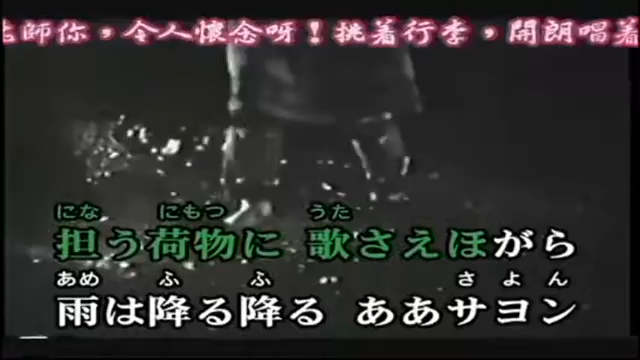 師你，令人懷念呀！挑着行李，開朗唱着
にな にもつ うた
担う荷物に 歌さえほがら
あめ ふ ふ さよん
雨は降る降る ああサヨン